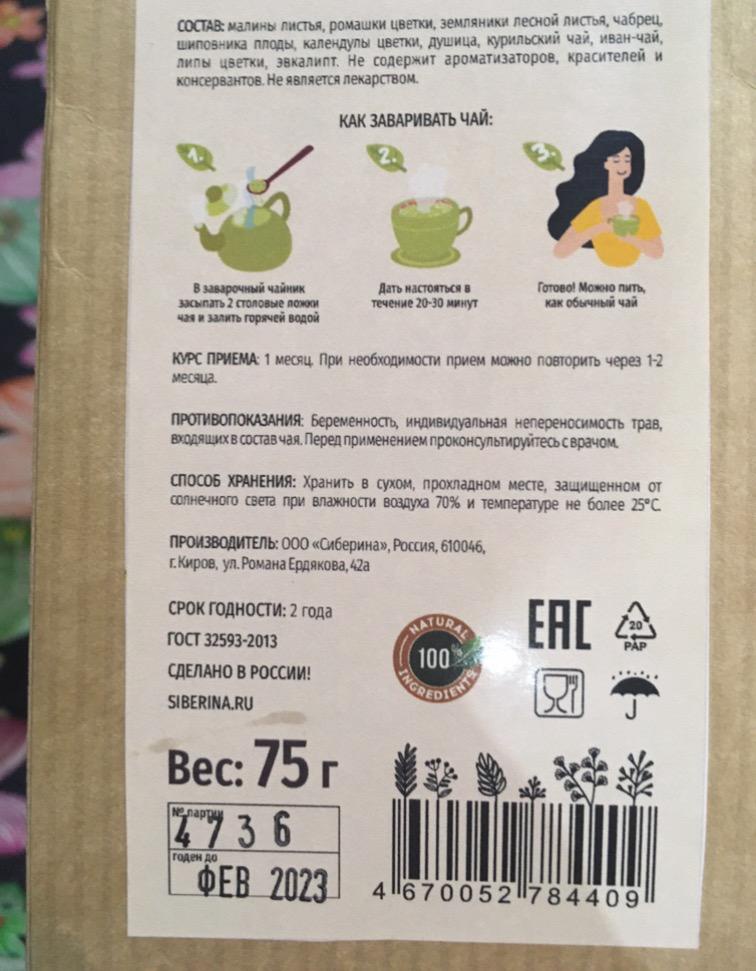 СОСТАВ: малины листья, ромашки цветки, земляники лесной листья, чабрец,
шиповника плоды, календулы цветки, душица, курильский чай, иван-чай,
липы цветки, эвкалипт. Не содержит ароматизаторов, красителей и
консервантов. Не является лекарством.
КАК ЗАВАРИВАТЬ ЧАЙ:
1.
2.
3.
В заварочный чайник
засыпать 2 столовые ложки
чая и залить горячей водой
Дать настояться в
течение 20-30 минут
Готово! Можно пить,
как обычный чай
КУРС ПРИЕМА: 1 месяц. При необходимости прием можно повторить через 1-2
месяца.
ПРОТИВОПОКАЗАНИЯ: Беременность, индивидуальная непереносимость трав,
входящих в состав чая. Перед применением проконсультируйтесь с врачом.
СПОСОБ ХРАНЕНИЯ: Хранить в сухом, прохладном месте, защищенном от
солнечного света при влажности воздуха 70% и температуре не более 25°С.
ПРОИЗВОДИТЕЛЬ: ООО «Сиберина», Россия, 610046,
г. Киров, ул. Романа Ердякова, 42а
СРОК ГОДНОСТИ: 2 года
ГОСТ 32593-2013
СДЕЛАНО В РОССИИ!
SIBERINA.RU
NATURAL
100%
INGREDIENTS
EAC
20
PAP
Вес: 75 г
№ партии
4736
годен до
ФЕВ 2023
4 670052 784409